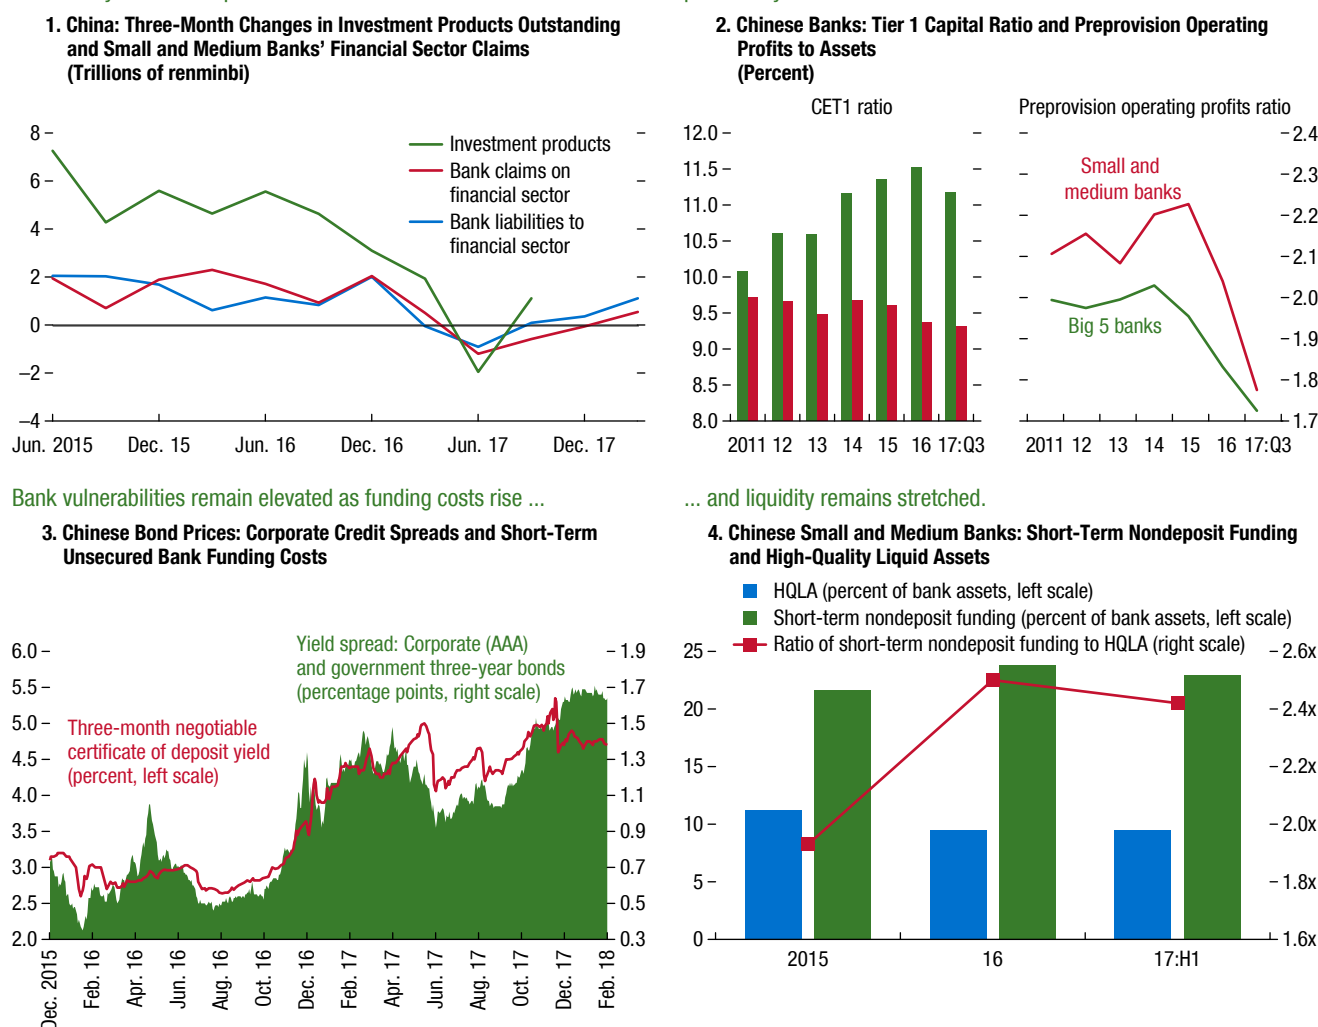 1. China: Three-Month Changes in Investment Products Outstanding
and Small and Medium Banks’ Financial Sector Claims
(Trillions of renminbi)
8
6
4
2
0
–2
–4
Investment products
Bank claims on
financial sector
Bank liabilities to
financial sector
Jun. 2015
Dec. 15
Jun. 16
Dec. 16
Jun. 17
Dec. 17
2. Chinese Banks: Tier 1 Capital Ratio and Preprovision Operating
Profits to Assets
(Percent)
CET1 ratio
12.0
11.5
11.0
10.5
10.0
9.5
9.0
8.5
8.0
2011 12 13 14 15 16 17:Q3
Preprovision operating profits ratio
Small and
medium banks
Big 5 banks
2.4
2.3
2.2
2.1
2.0
1.9
1.8
1.7
2011 12 13 14 15 16 17:Q3
Bank vulnerabilities remain elevated as funding costs rise ...
3. Chinese Bond Prices: Corporate Credit Spreads and Short-Term
Unsecured Bank Funding Costs
Yield spread: Corporate (AAA)
and government three-year bonds
(percentage points, right scale)
Three-month negotiable
certificate of deposit yield
(percent, left scale)
6.0
5.5
5.0
4.5
4.0
3.5
3.0
2.5
2.0
1.9
1.7
1.5
1.3
1.1
0.9
0.7
0.5
0.3
Dec. 2015
Feb. 16
Apr. 16
Jun. 16
Aug. 16
Oct. 16
Dec. 16
Feb. 17
Apr. 17
Jun. 17
Aug. 17
Oct. 17
Dec. 17
Feb. 18
... and liquidity remains stretched.
4. Chinese Small and Medium Banks: Short-Term Nondeposit Funding
and High-Quality Liquid Assets
HQLA (percent of bank assets, left scale)
Short-term nondeposit funding (percent of bank assets, left scale)
Ratio of short-term nondeposit funding to HQLA (right scale)
25
20
15
10
5
0
2.6x
2.4x
2.2x
2.0x
1.8x
1.6x
2015
16
17:H1